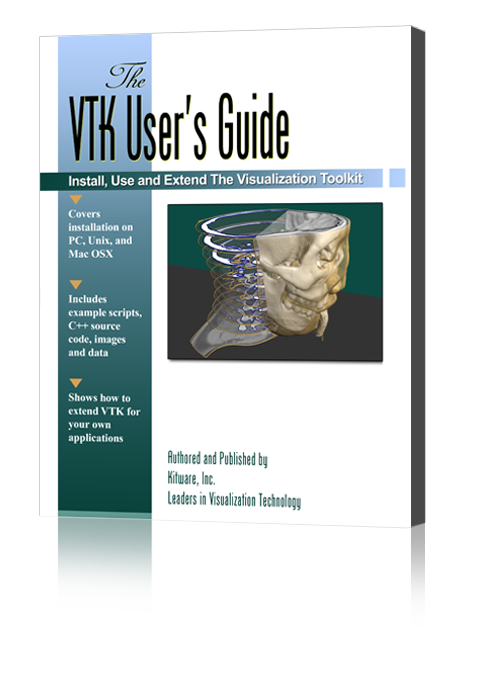 The
VTK User's Guide
Install, Use and Extend The Visualization Toolkit
Covers
installation on
PC, Unix, and
Mac OSX
Includes
example scripts,
C++ source
code, images
and data
Shows how to
extend VTK for
your own
applications
Authored and Published by
Kitware, Inc.
Leaders in Visualization Technology